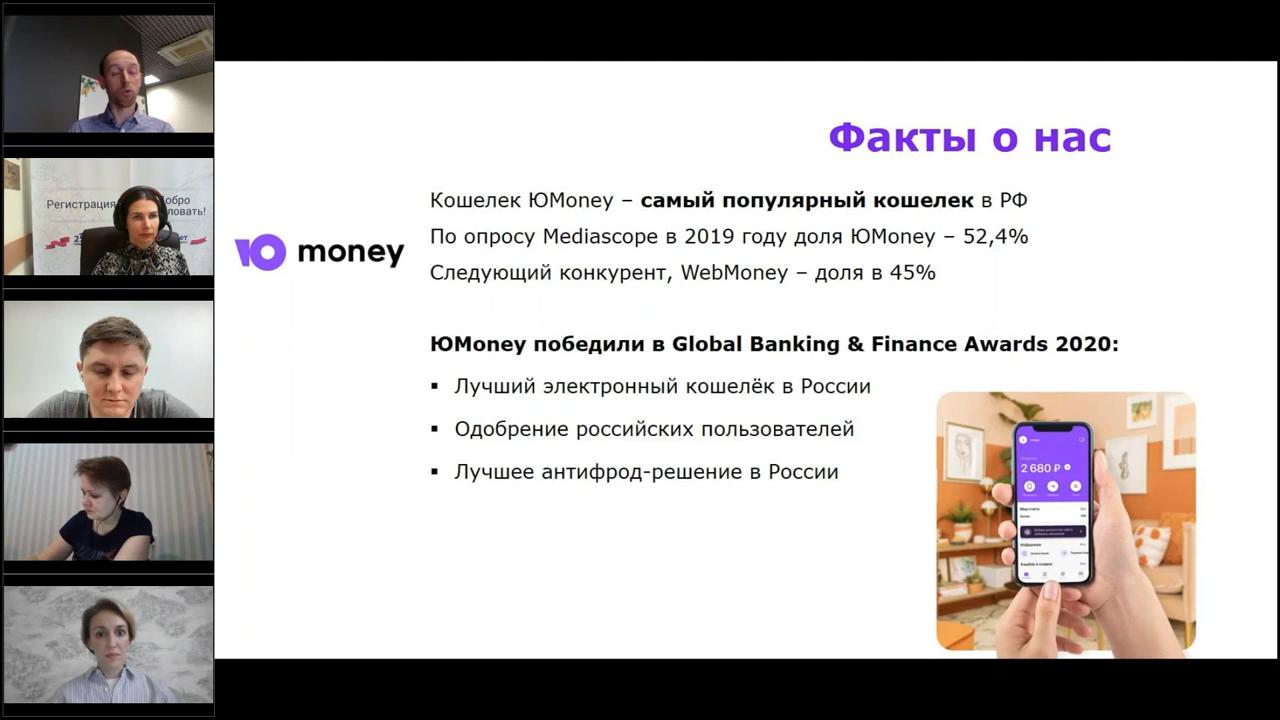 Факты о нас
Кошелек ЮMoney – самый популярный кошелек в РФ
По опросу Mediascope в 2019 году доля ЮMoney – 52,4%
Следующий конкурент, WebMoney – доля в 45%
Ю money
ЮMoney победили в Global Banking & Finance Awards 2020:
▪ Лучший электронный кошелёк в России
▪ Одобрение российских пользователей
▪ Лучшее антифрод-решение в России
2 680 ₽
Регистрация